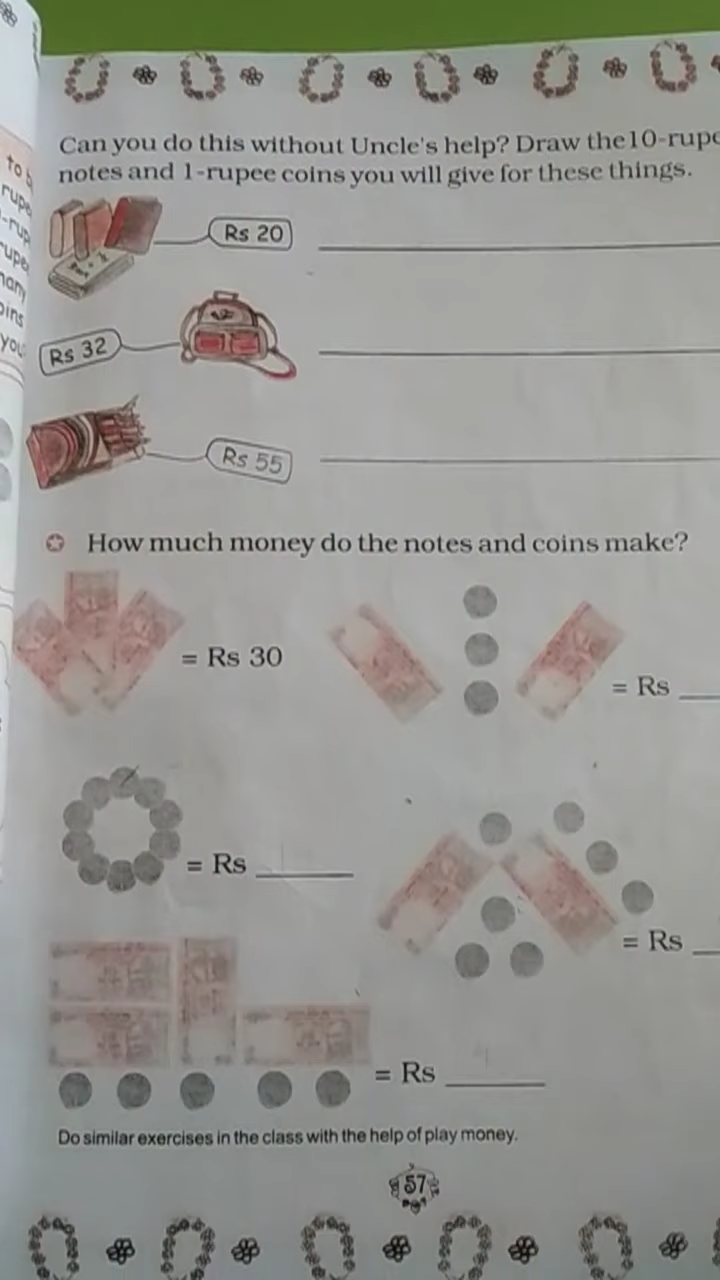 Can you do this without Uncle's help? Draw the 10-rupe
notes and 1-rupee coins you will give for these things.
Rs 20
Rs 32
Rs 55
How much money do the notes and coins make?
= Rs 30
= Rs
= Rs
= Rs
= Rs
Do similar exercises in the class with the help of play money.
57